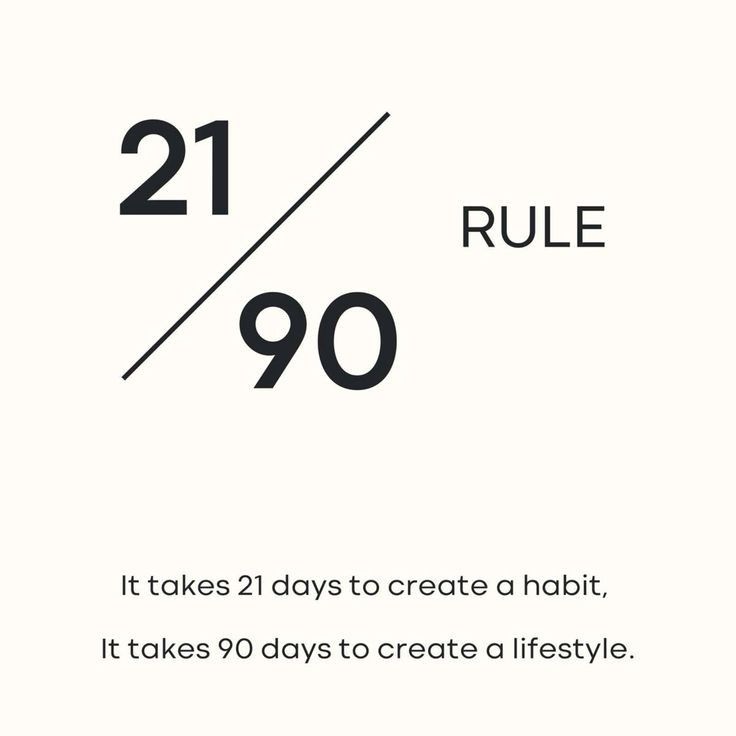 21
RULE
90
It takes 21 days to create a habit,
It takes 90 days to create a lifestyle.